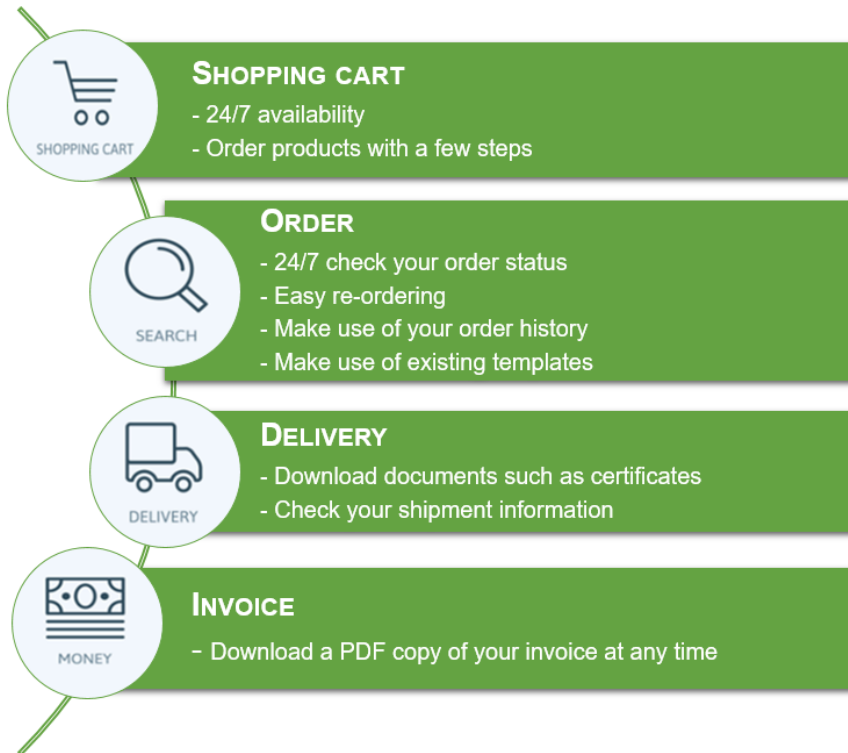 SHOPPING CART
- 24/7 availability
- Order products with a few steps
SHOPPING CART
ORDER
- 24/7 check your order status
- Easy re-ordering
- Make use of your order history
- Make use of existing templates
SEARCH
DELIVERY
- Download documents such as certificates
- Check your shipment information
DELIVERY
INVOICE
- Download a PDF copy of your invoice at any time
MONEY